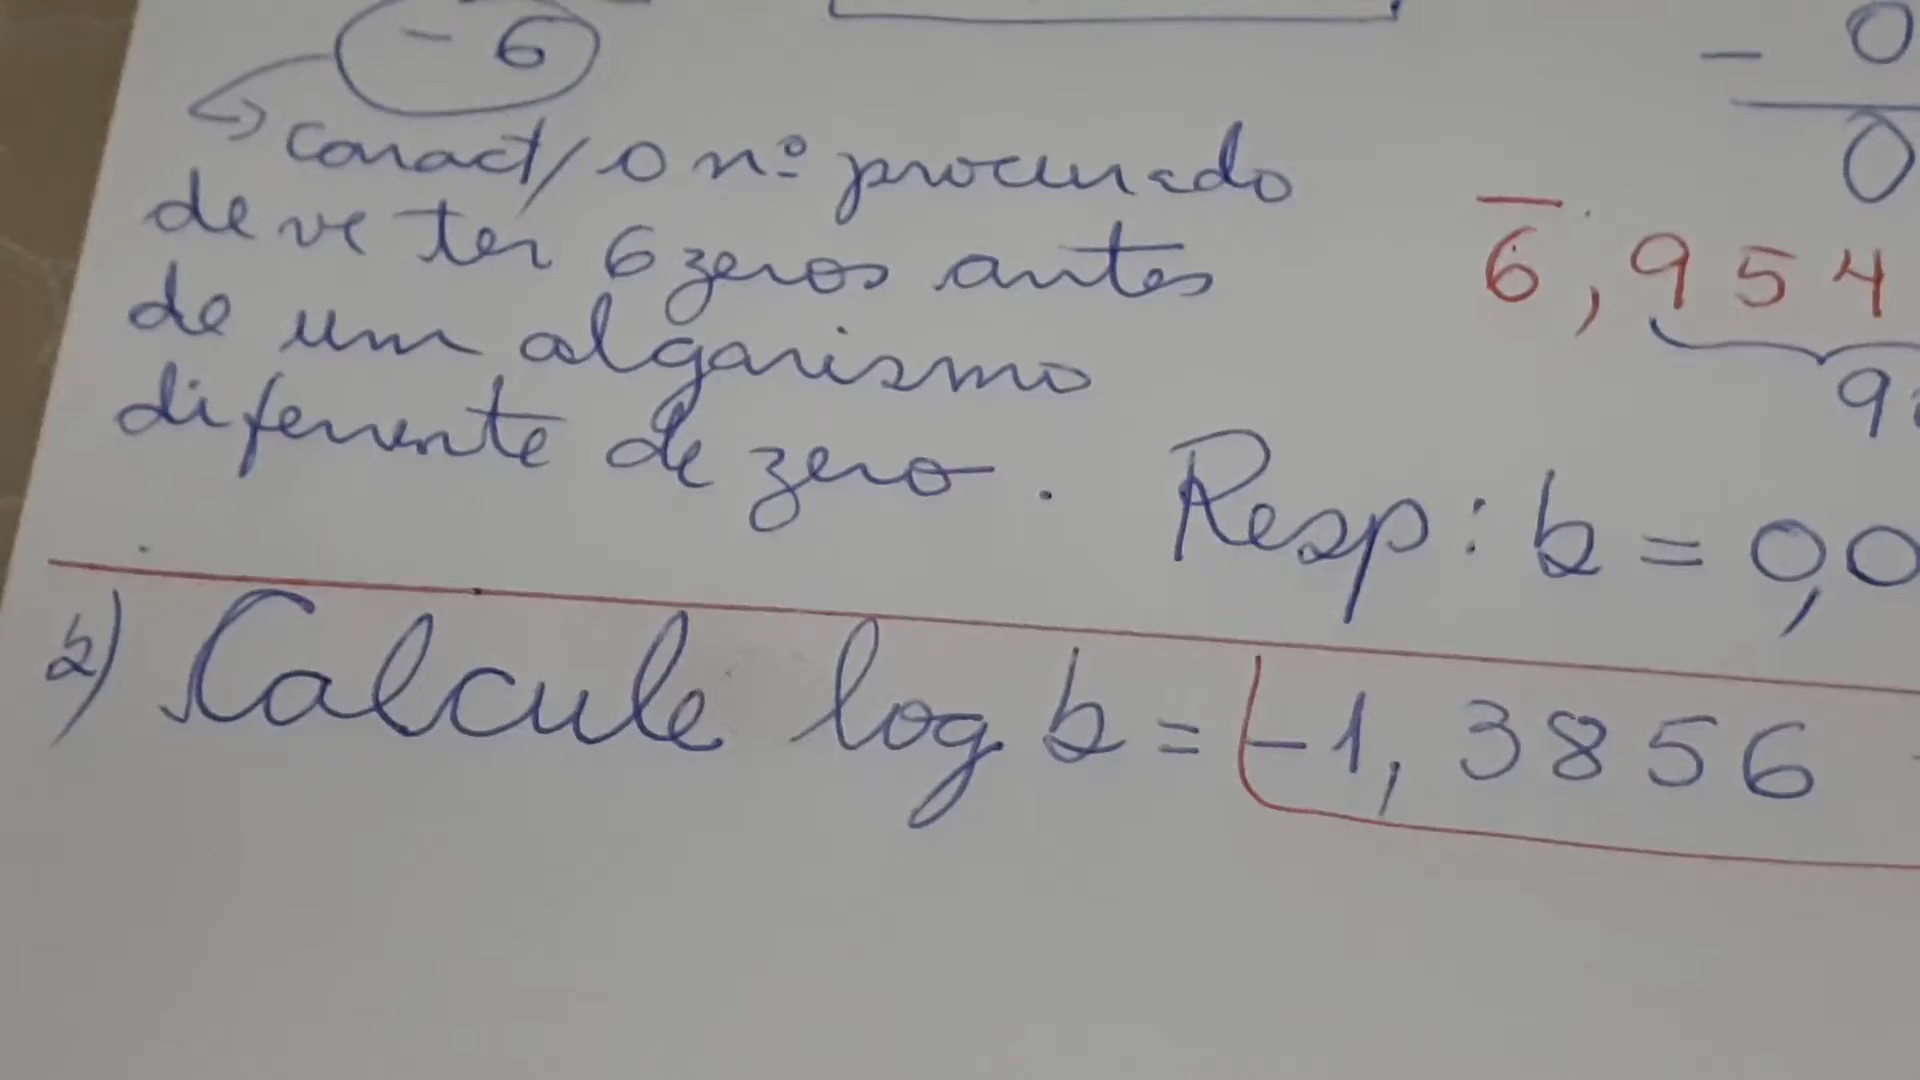 - 6
- 0
0
caract/o nº procurado
deve ter 6 zeros antes
de um algarismo
diferente de zero.
6̅,954
9
Resp: b = 0,0
2) Calcule log b = -1,3856